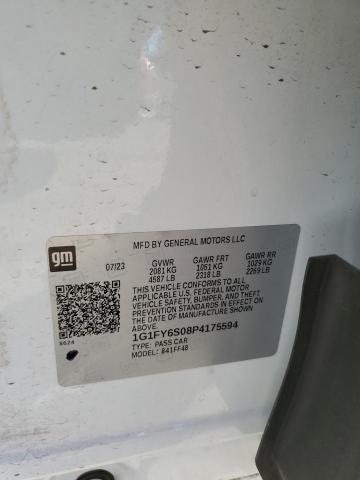 gm
MFD BY GENERAL MOTORS LLC
07/23 GVWR GAWR FRT GAWR RR
2081 KG 1051 KG 1029 KG
4587 LB 2318 LB 2269 LB
THIS VEHICLE CONFORMS TO ALL
APPLICABLE U.S. FEDERAL MOTOR
VEHICLE SAFETY, BUMPER, AND THEFT
PREVENTION STANDARDS IN EFFECT
ON THE DATE OF MANUFACTURE
SHOWN ABOVE.
1G1FY6S08P4175594
TYPE: PASS CAR
MODEL: 841FF48